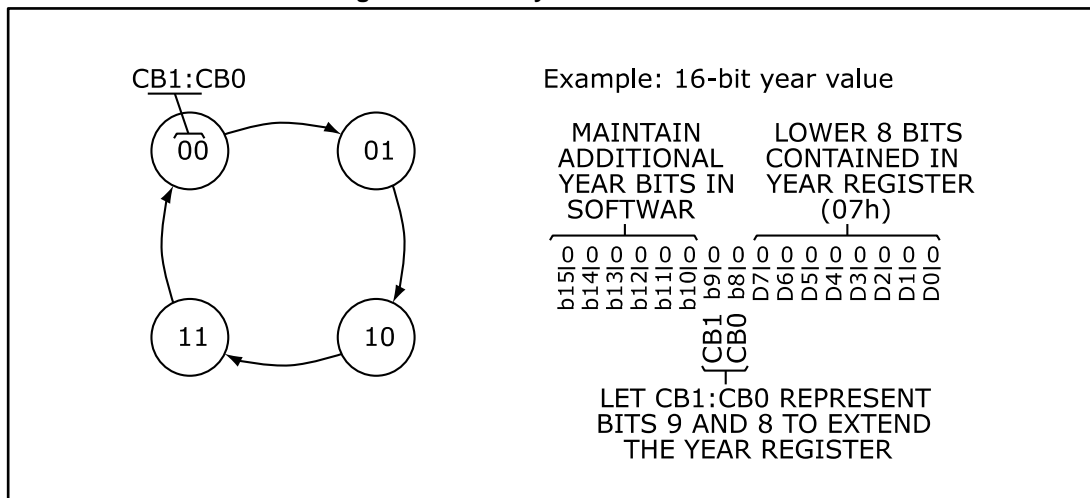 CB1:CB0
00
01
11
10
Example: 16-bit year value
MAINTAIN
ADDITIONAL
YEAR BITS IN
SOFTWAR
LOWER 8 BITS
CONTAINED IN
YEAR REGISTER
(07h)
0 0 0 0 0 0 0 0 0 0 0 0 0 0 0 0
b15 b14 b13 b12 b11 b10 b9 b8 D7 D6 D5 D4 D3 D2 D1 D0
CB1 CB0
LET CB1:CB0 REPRESENT
BITS 9 AND 8 TO EXTEND
THE YEAR REGISTER